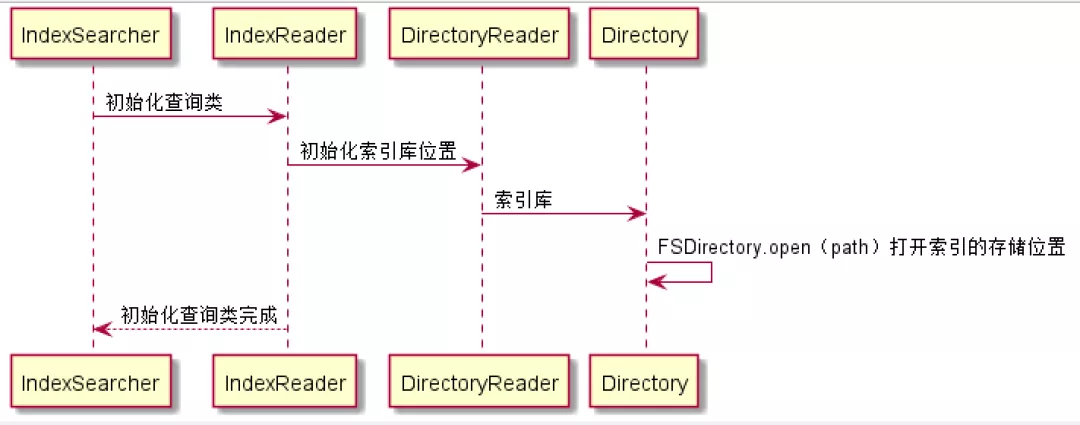 IndexSearcher
IndexReader
DirectoryReader
Directory
初始化查询类
初始化索引库位置
索引库
FSDirectory.open（path）打开索引的存储位置
初始化查询类完成
IndexSearcher
IndexReader
DirectoryReader
Directory